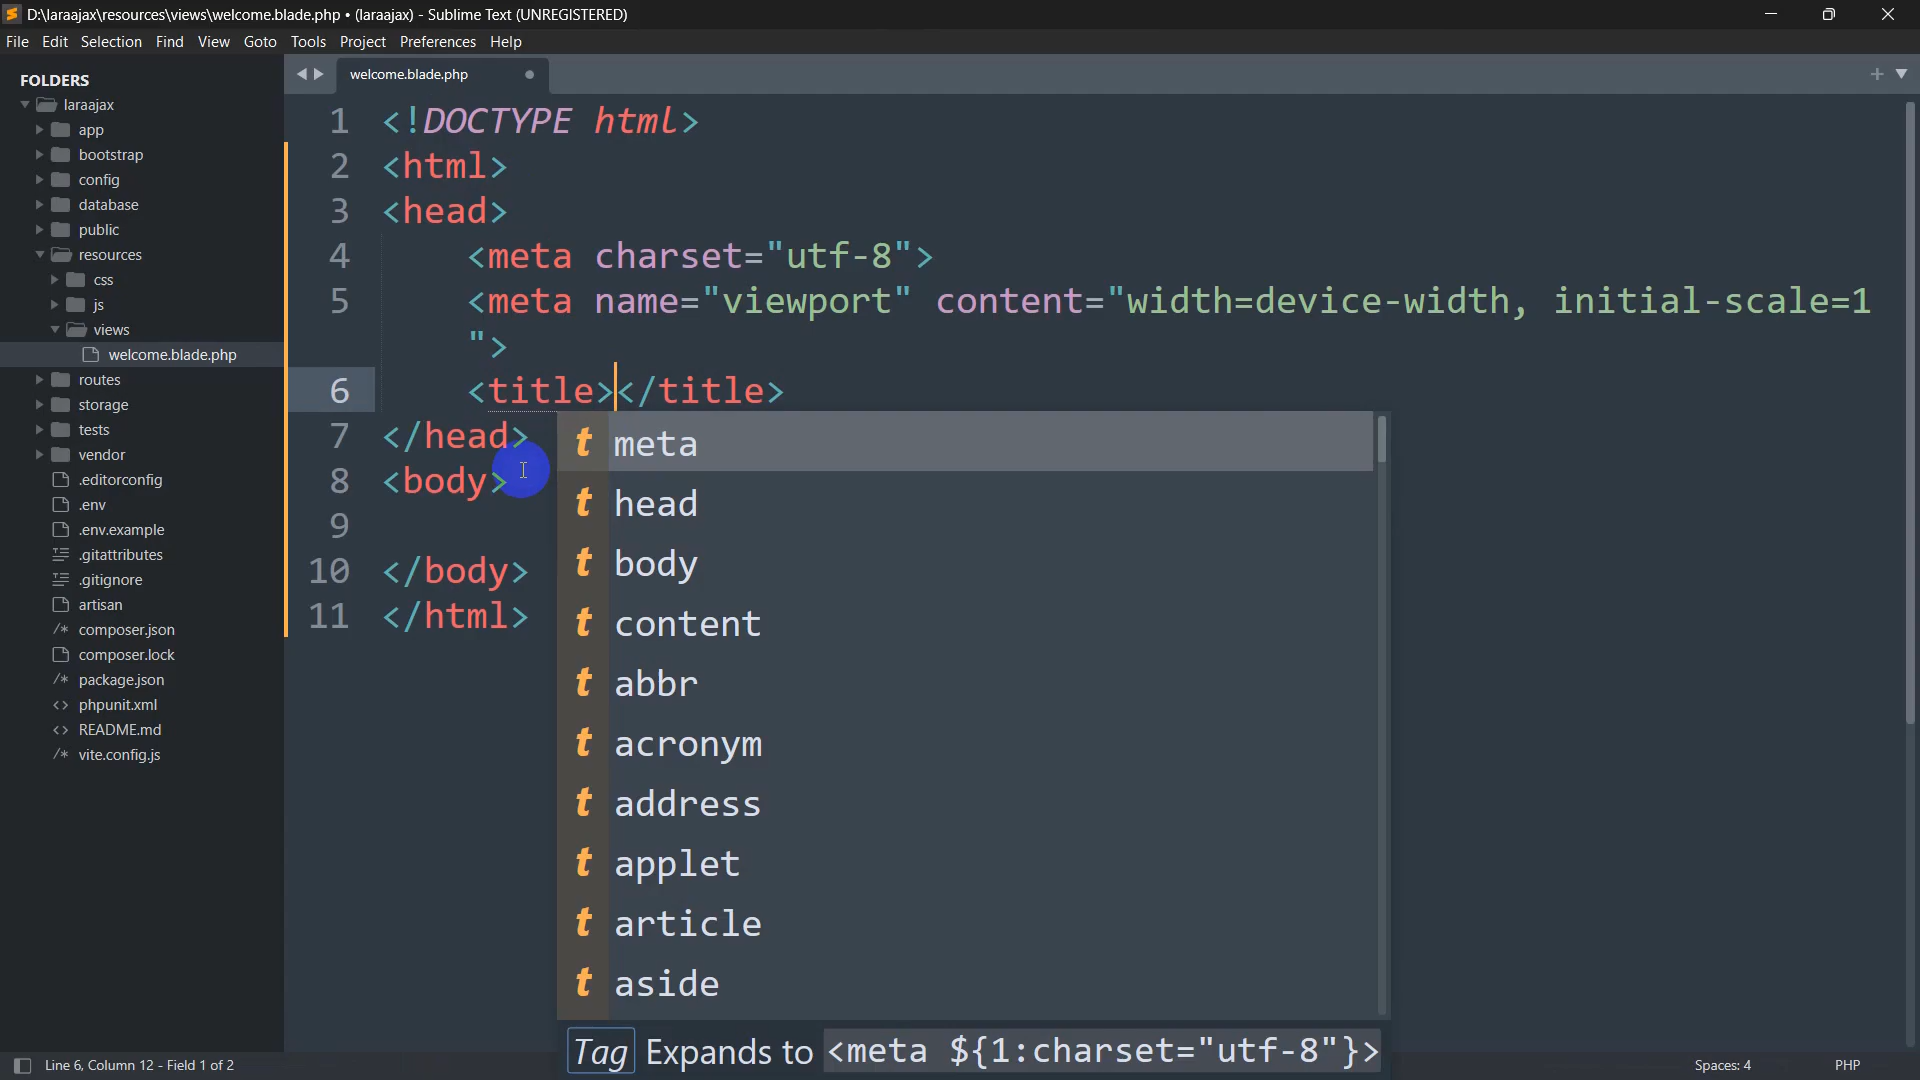 D:\laraajax\resources\views\welcome.blade.php • (laraajax) - Sublime Text (UNREGISTERED)
File Edit Selection Find View Goto Tools Project Preferences Help
FOLDERS
laraajax
app
bootstrap
config
database
public
resources
css
js
views
welcome.blade.php
routes
storage
tests
vendor
.editorconfig
.env
.env.example
.gitattributes
.gitignore
artisan
composer.json
composer.lock
package.json
phpunit.xml
README.md
vite.config.js
welcome.blade.php
1 <!DOCTYPE html>
2 <html>
3 <head>
4 <meta charset="utf-8">
5 <meta name="viewport" content="width=device-width, initial-scale=1
">
6 <title></title>
7 </head>
8 <body>
9
10 </body>
11 </html>
t meta
t head
t body
t content
t abbr
t acronym
t address
t applet
t article
t aside
Tag Expands to <meta ${1:charset="utf-8"}>
Line 6, Column 12 - Field 1 of 2
Spaces: 4
PHP